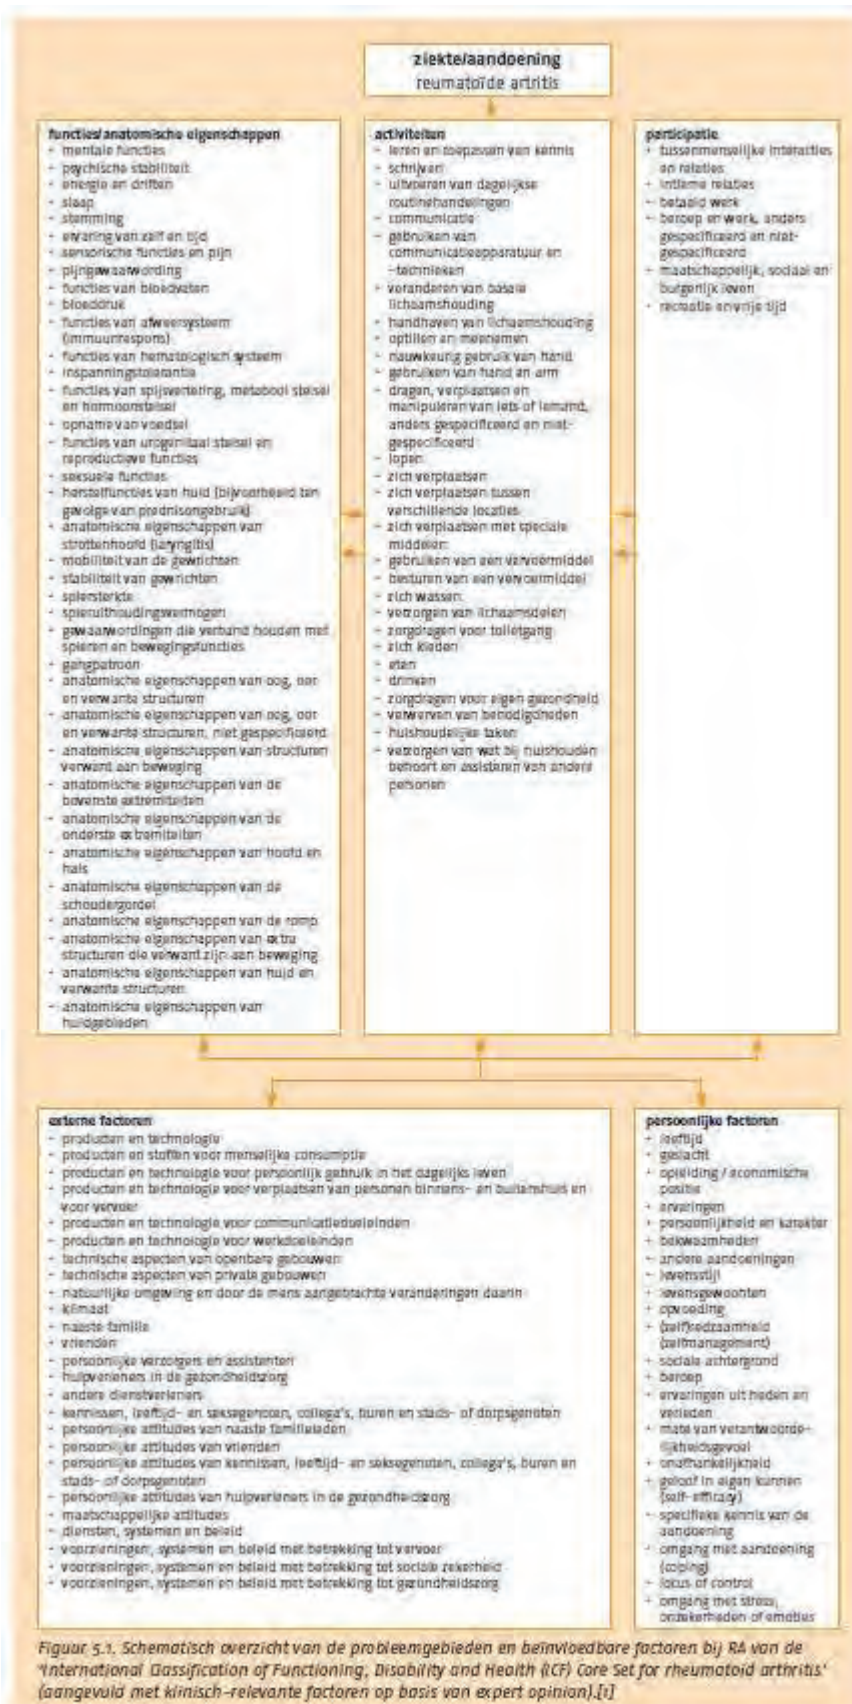 ziekte/aandoening
reumatoïde artritis
functies/anatomische eigenschappen
- mentale functies
- psychische stabiliteit
- energie en driften
- slaap
- stemming
- ervaring van zelf en tijd
- sensorische functies en pijn
- pijngewaarwording
- functies van bloedvaten
- bloeddruk
- functies van afweersysteem
(immuunrespons)
- functies van hematologisch systeem
- inspanningstolerantie
- functies van spijsvertering, metabool stelsel
en hormoonstelsel
- opname van voedsel
- functies van urogenitaal stelsel en
reproductieve functies
- seksuele functies
- herstelfuncties van huid (bijvoorbeeld ten
gevolge van prednisongebruik)
- anatomische eigenschappen van
strottenhoofd (laryngitis)
- mobiliteit van de gewrichten
- stabiliteit van gewrichten
- spiersterkte
- spieruithoudingsvermogen
- gewaarwordingen die verband houden met
spieren en bewegingsfuncties
- gangpatroon
- anatomische eigenschappen van oog, oor
en verwante structuren
- anatomische eigenschappen van oog, oor
en verwante structuren, niet gespecificeerd
- anatomische eigenschappen van structuren
verwant aan beweging
- anatomische eigenschappen van de
bovenste extremiteiten
- anatomische eigenschappen van de
onderste extremiteiten
- anatomische eigenschappen van hoofd en
hals
- anatomische eigenschappen van de
schoudergordel
- anatomische eigenschappen van de romp
- anatomische eigenschappen van extra
structuren die verwant zijn aan beweging
- anatomische eigenschappen van huid en
verwante structuren
- anatomische eigenschappen van
huidgebieden
activiteiten
- leren en toepassen van kennis
- schrijven
- uitvoeren van dagelijkse
routinehandelingen
- communicatie
- gebruiken van
communicatieapparatuur en
-technieken
- veranderen van basale
lichaamshouding
- handhaven van lichaamshouding
- optillen en meenemen
- nauwkeurig gebruik van hand
- gebruiken van hand en arm
- dragen, verplaatsen en
manipuleren van iets of iemand,
anders gespecificeerd en niet-
gespecificeerd
- lopen
- zich verplaatsen
- zich verplaatsen tussen
verschillende locaties
- zich verplaatsen met speciale
middelen
- gebruiken van een vervoermiddel
- besturen van een vervoermiddel
- zich wassen
- verzorgen van lichaamsdelen
- zorgdragen voor toiletgang
- zich kleden
- eten
- drinken
- zorgdragen voor eigen gezondheid
- verwerven van benodigdheden
- huishoudelijke taken
- verzorgen van wat bij huishouden
behoort en assisteren van andere
personen
participatie
- tussenmenselijke interacties
en relaties
- intieme relaties
- betaald werk
- beroep en werk, anders
gespecificeerd en niet-
gespecificeerd
- maatschappelijk, sociaal en
burgerlijk leven
- recreatie en vrije tijd
externe factoren
- producten en technologie
- producten en stoffen voor menselijke consumptie
- producten en technologie voor persoonlijk gebruik in het dagelijks leven
- producten en technologie voor verplaatsen van personen binnens- en buitenshuis en
voor vervoer
- producten en technologie voor communicatiedoeleinden
- producten en technologie voor werkdoeleinden
- technische aspecten van openbare gebouwen
- technische aspecten van private gebouwen
- natuurlijke omgeving en door de mens aangebrachte veranderingen daarin
- klimaat
- naaste familie
- vrienden
- persoonlijke verzorgers en assistenten
- hulpverleners in de gezondheidszorg
- andere dienstverleners
- kennissen, leeftijd- en seksegenoten, collega's, buren en stads- of dorpsgenoten
- persoonlijke attitudes van naaste familieleden
- persoonlijke attitudes van vrienden
- persoonlijke attitudes van kennissen, leeftijd- en seksegenoten, collega's, buren en
stads- of dorpsgenoten
- persoonlijke attitudes van hulpverleners in de gezondheidszorg
- maatschappelijke attitudes
- diensten, systemen en beleid
- voorzieningen, systemen en beleid met betrekking tot vervoer
- voorzieningen, systemen en beleid met betrekking tot sociale zekerheid
- voorzieningen, systemen en beleid met betrekking tot gezondheidszorg
persoonlijke factoren
- leeftijd
- geslacht
- opleiding / economische
positie
- ervaringen
- persoonlijkheid en karakter
- bekwaamheden
- andere aandoeningen
- levensstijl
- levensgewoonten
- opvoeding
- (zelf)redzaamheid
(zelfmanagement)
- sociale achtergrond
- beroep
- ervaringen uit heden en
verleden
- mate van verantwoorde-
lijkheidsgevoel
- onafhankelijkheid
- geloof in eigen kunnen
(self-efficacy)
- specifieke kennis van de
aandoening
- omgang met aandoening
(coping)
- locus of control
- omgang met stress,
onzekerheden of emoties
Figuur 5.1. Schematisch overzicht van de probleemgebieden en beïnvloedbare factoren bij RA van de
'International Classification of Functioning, Disability and Health (ICF) Core Set for rheumatoid arthritis'
(aangevuld met klinisch-relevante factoren op basis van expert opinion).[1]